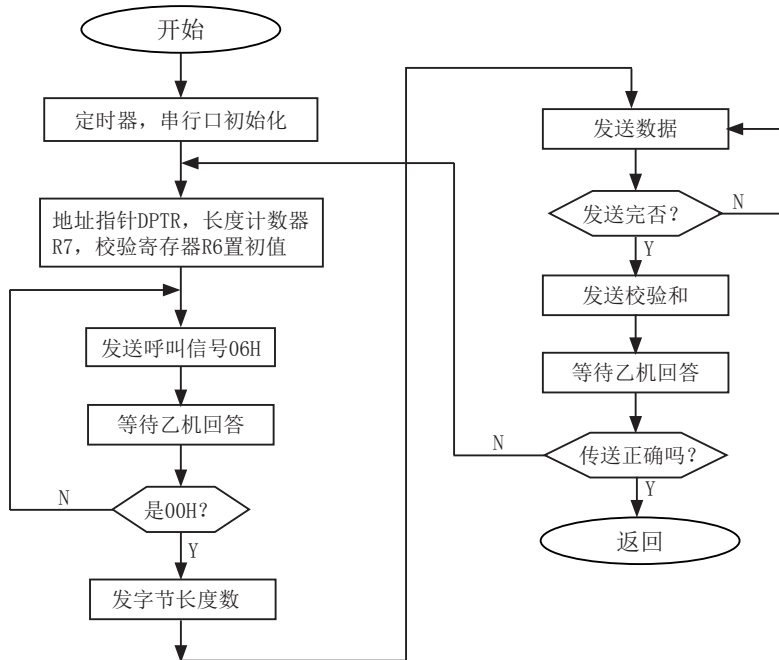 开始
定时器，串行口初始化
地址指针DPTR，长度计数器
R7，校验寄存器R6置初值
发送呼叫信号06H
等待乙机回答
N
是00H？
Y
发字节长度数
发送数据
发送完否？
N
Y
发送校验和
等待乙机回答
N
传送正确吗？
Y
返回